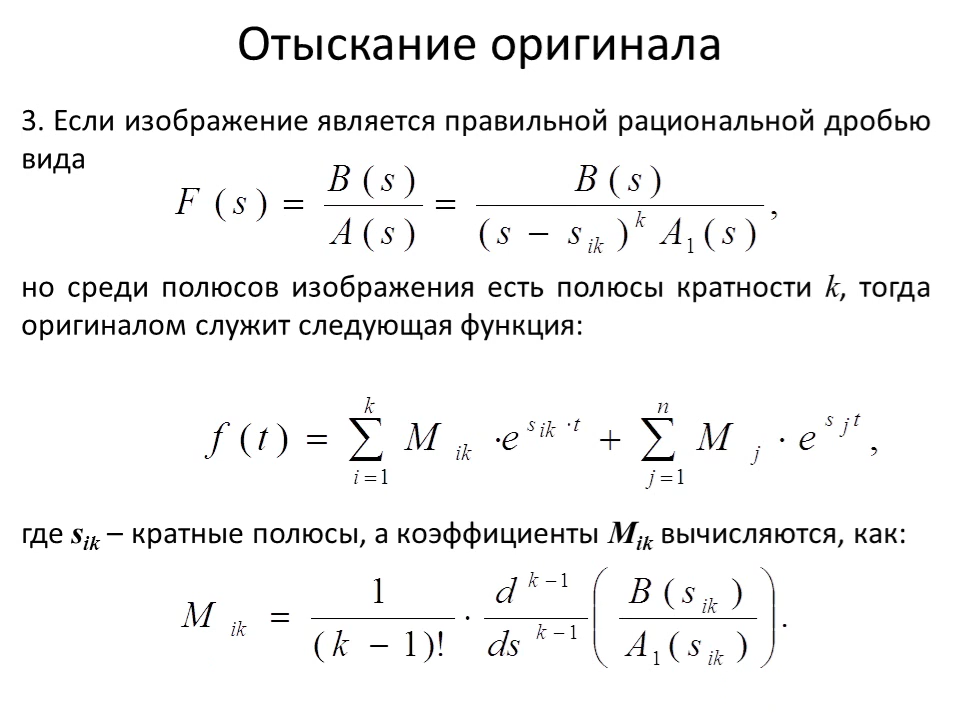 Отыскание оригинала
3. Если изображение является правильной рациональной дробью
вида
F(s) = B(s)/A(s) = B(s)/((s − s_ik)^k A_1(s)),
но среди полюсов изображения есть полюсы кратности k, тогда
оригиналом служит следующая функция:
f(t) = ∑_{i=1}^{k} M_ik · e^{s_ik · t} + ∑_{j=1}^{n} M_j · e^{s_j t},
где s_ik – кратные полюсы, а коэффициенты M_ik вычисляются, как:
M_ik = 1/(k − 1)! · d^{k−1}/ds^{k−1} (B(s_ik)/A_1(s_ik)).